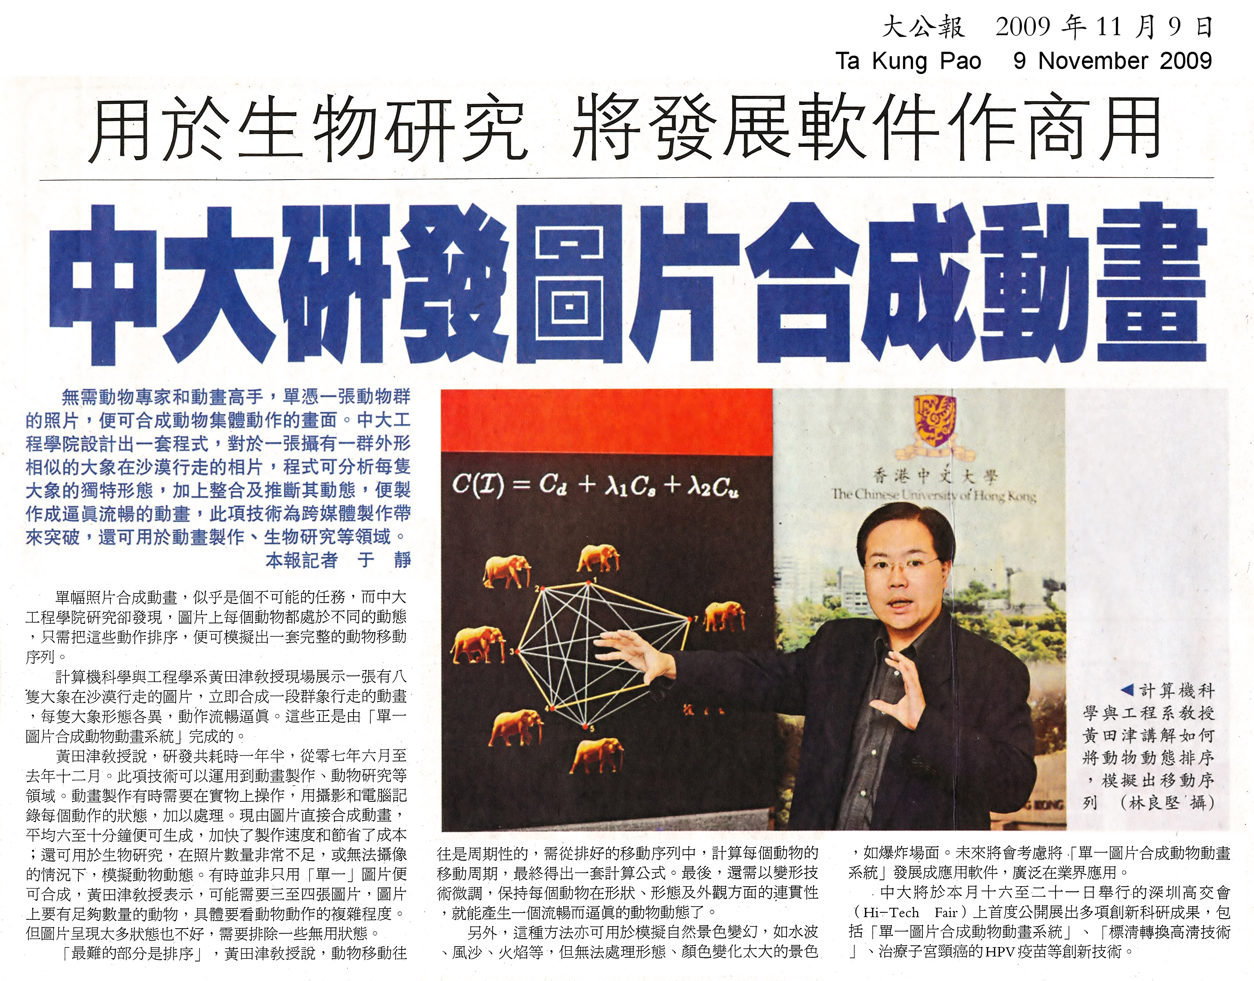 大公報 2009 年 11 月 9 日
Ta Kung Pao 9 November 2009
用於生物研究 將發展軟件作商用
中大研發圖片合成動畫
無需動物專家和動畫高手，單憑一張動物群
的照片，便可合成動物集體動作的畫面。中大工
程學院設計出一套程式，對於一張攝有一群外形
相似的大象在沙漠行走的相片，程式可分析每隻
大象的獨特形態，加上整合及推斷其動態，便製
作成逼眞流暢的動畫，此項技術為跨媒體製作帶
來突破，還可用於動畫製作、生物研究等領域。
本報記者 于 靜
單幅照片合成動畫，似乎是個不可能的任務，而中大
工程學院研究卻發現，圖片上每個動物都處於不同的動態
，只需把這些動作排序，便可模擬出一套完整的動物移動
序列。
計算機科學與工程學系黃田津教授現場展示一張有八
隻大象在沙漠行走的圖片，立即合成一段群象行走的動畫
，每隻大象形態各異，動作流暢逼眞。這些正是由「單一
圖片合成動物動畫系統」完成的。
黃田津教授說，研發共耗時一年半，從零七年六月至
去年十二月。此項技術可以運用到動畫製作、動物研究等
領域。動畫製作有時需要在實物上操作，用攝影和電腦記
錄每個動作的狀態，加以處理。現由圖片直接合成動畫，
平均六至十分鐘便可生成，加快了製作速度和節省了成本
；還可用於生物研究，在照片數量非常不足，或無法攝像
的情況下，模擬動物動態。有時並非只用「單一」圖片便
可合成，黃田津教授表示，可能需要三至四張圖片，圖片
上要有足夠數量的動物，具體要看動物動作的複雜程度。
但圖片呈現太多狀態也不好，需要排除一些無用狀態。
「最難的部分是排序」，黃田津教授說，動物移動往
C(I) = Cd + λ1Cs + λ2Cu
1
2
3
5
7
香港中文大學
The Chinese University of Hong Kong
HONG KONG
◀計算機科
學與工程系教授
黃田津講解如何
將動物動態排序
，模擬出移動序
列 （林良堅 攝）
往是周期性的，需從排好的移動序列中，計算每個動物的
移動周期，最終得出一套計算公式。最後，還需以變形技
術微調，保持每個動物在形狀、形態及外觀方面的連貫性
，就能產生一個流暢而逼眞的動物動態了。
另外，這種方法亦可用於模擬自然景色變幻，如水波
、風沙、火焰等，但無法處理形態、顏色變化太大的景色
，如爆炸場面。未來將會考慮將「單一圖片合成動物動畫
系統」發展成應用軟件，廣泛在業界應用。
中大將於本月十六至二十一日舉行的深圳高交會
（Hi-Tech Fair）上首度公開展出多項創新科研成果，包
括「單一圖片合成動物動畫系統」、「標清轉換高清技術
」、治療子宮頸癌的HPV疫苗等創新技術。